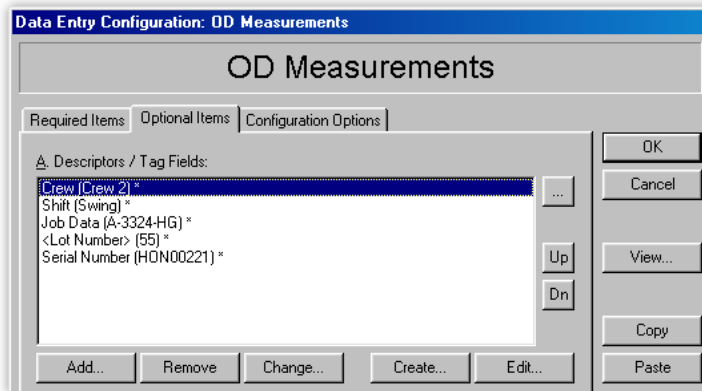 Data Entry Configuration: OD Measurements
OD Measurements
Required Items Optional Items Configuration Options
A. Descriptors / Tag Fields:
Crew (Crew 2) *
Shift (Swing) *
Job Data (A-3324-HG) *
<Lot Number> (55) *
Serial Number (HON00221) *
...
Up
Dn
Add... Remove Change... Create... Edit...
OK
Cancel
View...
Copy
Paste